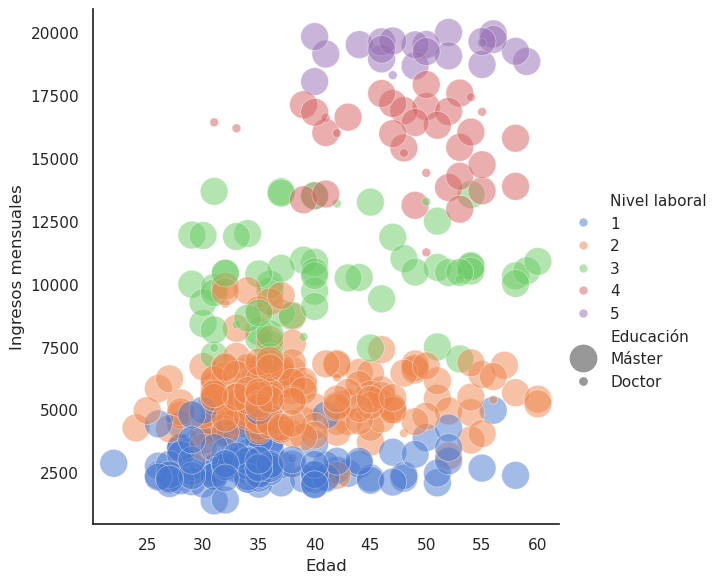 20000
17500
15000
12500
10000
7500
5000
2500
Ingresos mensuales
25 30 35 40 45 50 55 60
Edad
Nivel laboral
1
2
3
4
5
Educación
Máster
Doctor